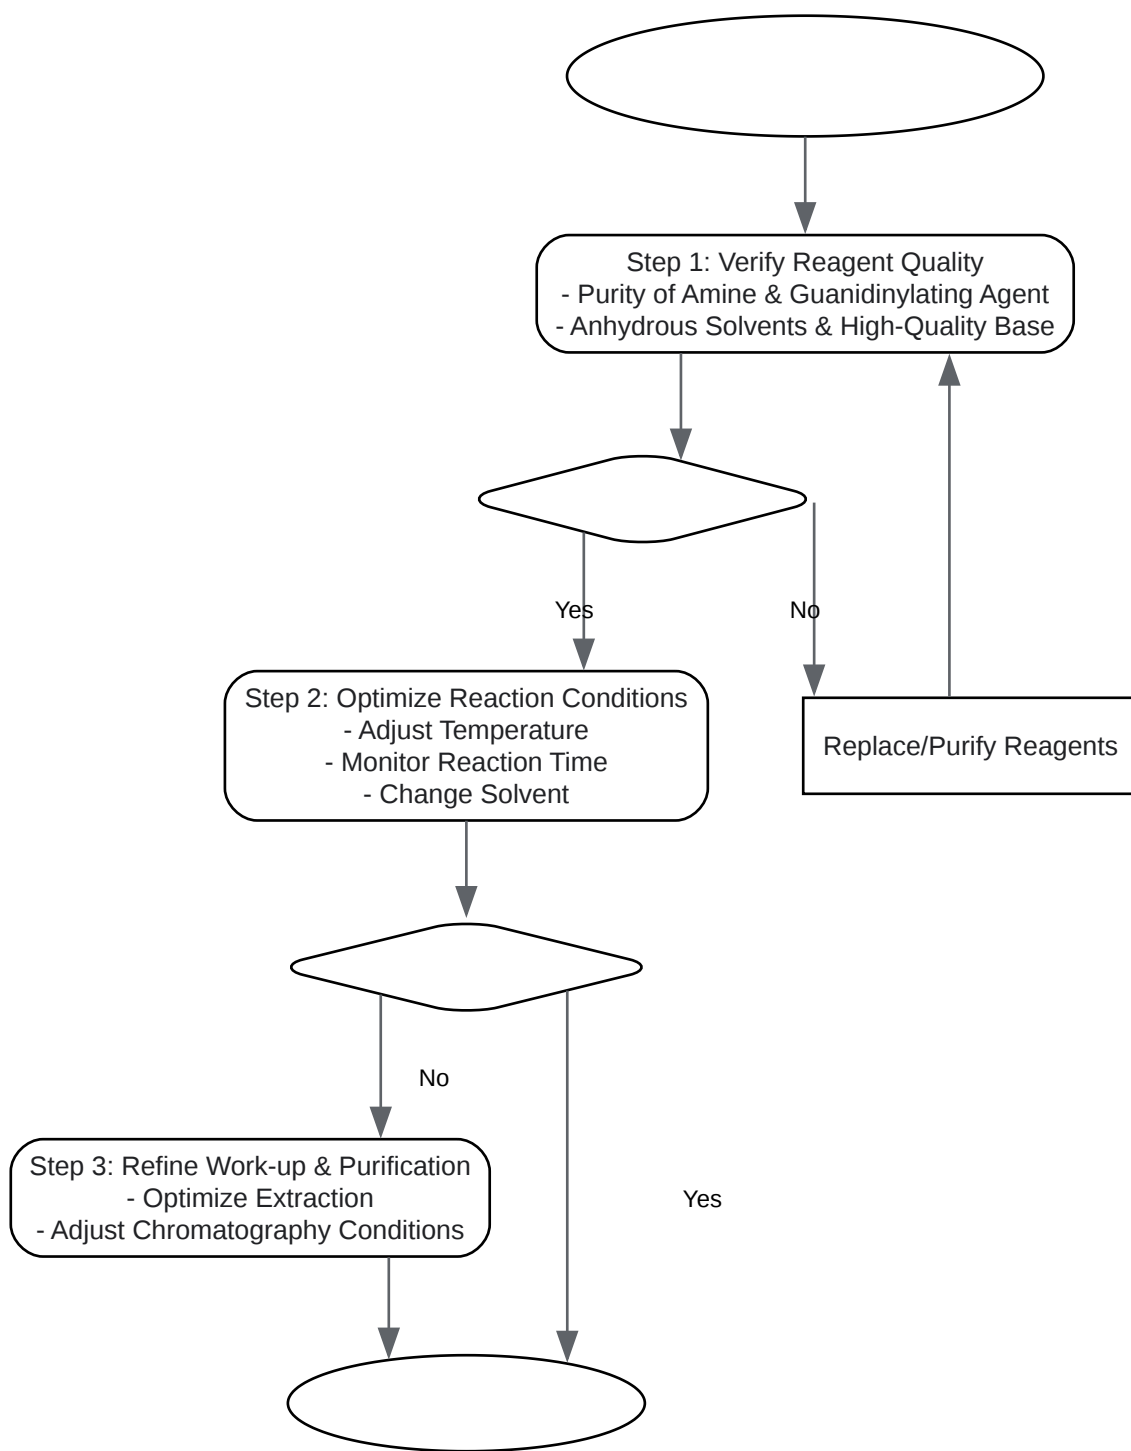 Step 1: Verify Reagent Quality
- Purity of Amine & Guanidinylating Agent
- Anhydrous Solvents & High-Quality Base
Yes
No
Step 2: Optimize Reaction Conditions
- Adjust Temperature
- Monitor Reaction Time
- Change Solvent
Replace/Purify Reagents
No
Step 3: Refine Work-up & Purification
- Optimize Extraction
- Adjust Chromatography Conditions
Yes